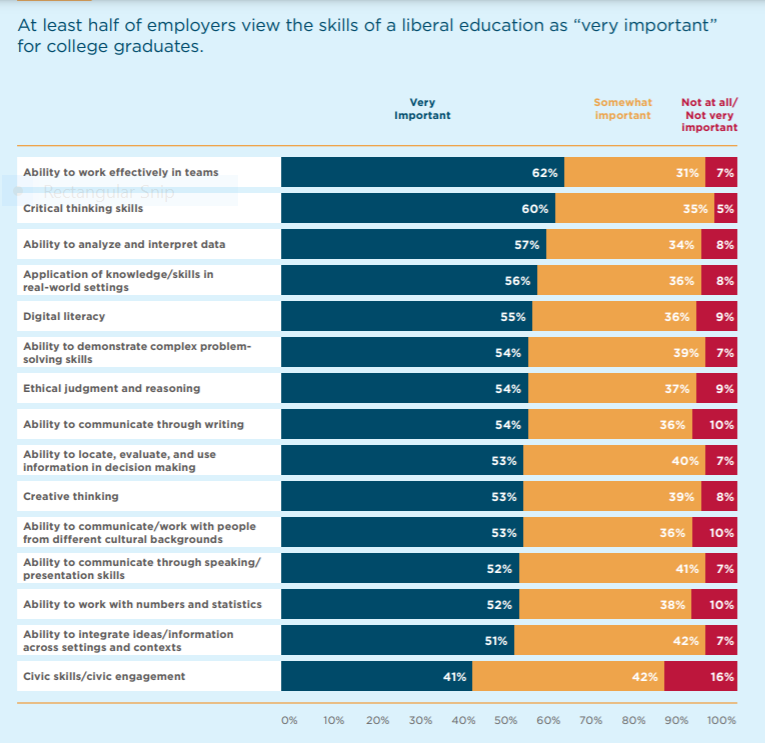 At least half of employers view the skills of a liberal education as “very important”
for college graduates.
Very
Important
Somewhat
important
Not at all/
Not very
important
Ability to work effectively in teams
62%
31%
7%
Rectangular Snip
Critical thinking skills
60%
35%
5%
Ability to analyze and interpret data
57%
34%
8%
Application of knowledge/skills in
real-world settings
56%
36%
8%
Digital literacy
55%
36%
9%
Ability to demonstrate complex problem-
solving skills
54%
39%
7%
Ethical judgment and reasoning
54%
37%
9%
Ability to communicate through writing
54%
36%
10%
Ability to locate, evaluate, and use
information in decision making
53%
40%
7%
Creative thinking
53%
39%
8%
Ability to communicate/work with people
from different cultural backgrounds
53%
36%
10%
Ability to communicate through speaking/
presentation skills
52%
41%
7%
Ability to work with numbers and statistics
52%
38%
10%
Ability to integrate ideas/information
across settings and contexts
51%
42%
7%
Civic skills/civic engagement
41%
42%
16%
0% 10% 20% 30% 40% 50% 60% 70% 80% 90% 100%